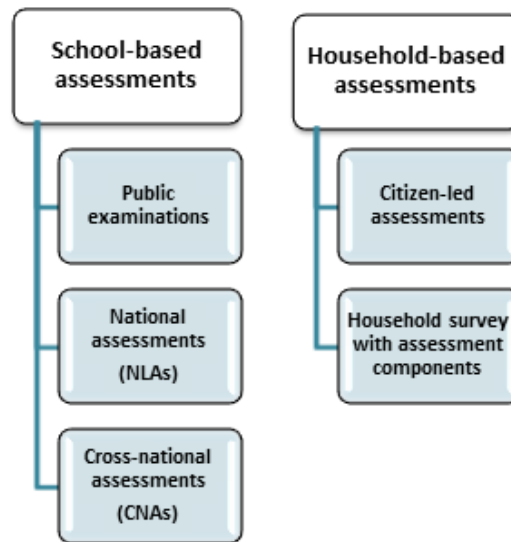 School-based
assessments
Public
examinations
National
assessments
(NLAs)
Cross-national
assessments
(CNAs)
Household-based
assessments
Citizen-led
assessments
Household survey
with assessment
components